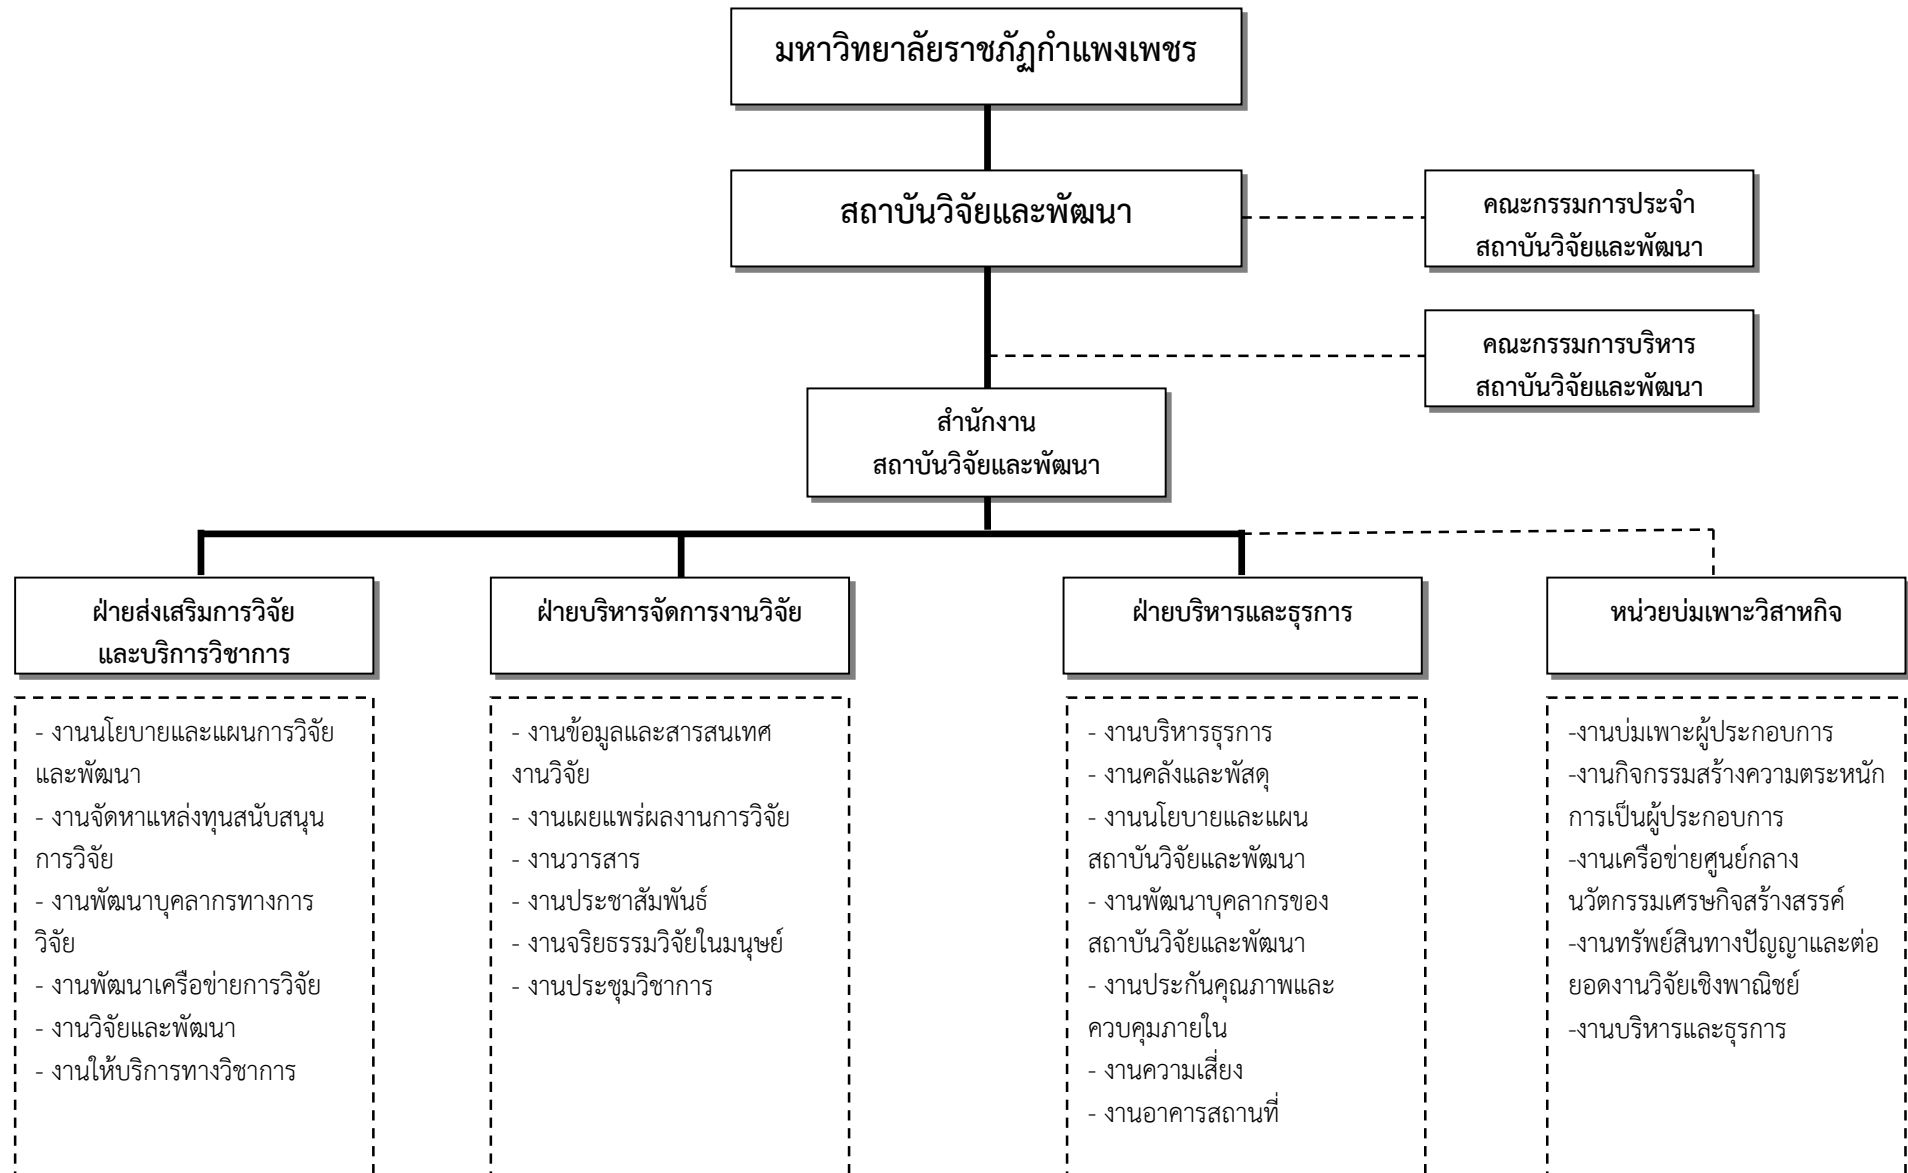 มหาวิทยาลัยราชภัฏกำแพงเพชร
สถาบันวิจัยและพัฒนา
คณะกรรมการประจำ
สถาบันวิจัยและพัฒนา
คณะกรรมการบริหาร
สถาบันวิจัยและพัฒนา
สำนักงาน
สถาบันวิจัยและพัฒนา
ฝ่ายส่งเสริมการวิจัย
และบริการวิชาการ
- งานนโยบายและแผนการวิจัย
และพัฒนา
- งานจัดหาแหล่งทุนสนับสนุน
การวิจัย
- งานพัฒนาบุคลากรทางการ
วิจัย
- งานพัฒนาเครือข่ายการวิจัย
- งานวิจัยและพัฒนา
- งานให้บริการทางวิชาการ
ฝ่ายบริหารจัดการงานวิจัย
- งานข้อมูลและสารสนเทศ
งานวิจัย
- งานเผยแพร่ผลงานการวิจัย
- งานวารสาร
- งานประชาสัมพันธ์
- งานจริยธรรมวิจัยในมนุษย์
- งานประชุมวิชาการ
ฝ่ายบริหารและธุรการ
- งานบริหารธุรการ
- งานคลังและพัสดุ
- งานนโยบายและแผน
สถาบันวิจัยและพัฒนา
- งานพัฒนาบุคลากรของ
สถาบันวิจัยและพัฒนา
- งานประกันคุณภาพและ
ควบคุมภายใน
- งานความเสี่ยง
- งานอาคารสถานที่
หน่วยบ่มเพาะวิสาหกิจ
-งานบ่มเพาะผู้ประกอบการ
-งานกิจกรรมสร้างความตระหนัก
การเป็นผู้ประกอบการ
-งานเครือข่ายศูนย์กลาง
นวัตกรรมเศรษกิจสร้างสรรค์
-งานทรัพย์สินทางปัญญาและต่อ
ยอดงานวิจัยเชิงพาณิชย์
-งานบริหารและธุรการ